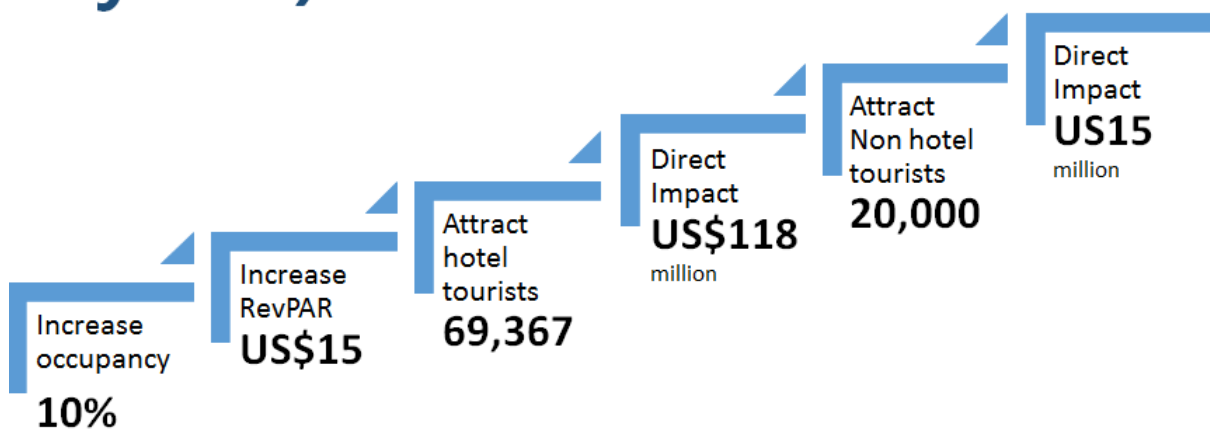 Increase
occupancy
10%
Increase
RevPAR
US$15
Attract
hotel
tourists
69,367
Direct
Impact
US$118
million
Attract
Non hotel
tourists
20,000
Direct
Impact
US15
million